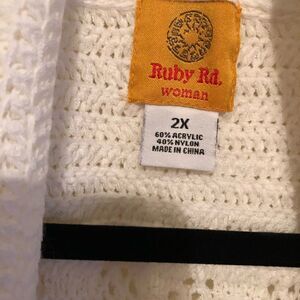 Ruby Rd.
woman
2X
60% ACRYLIC
40% NYLON
MADE IN CHINA